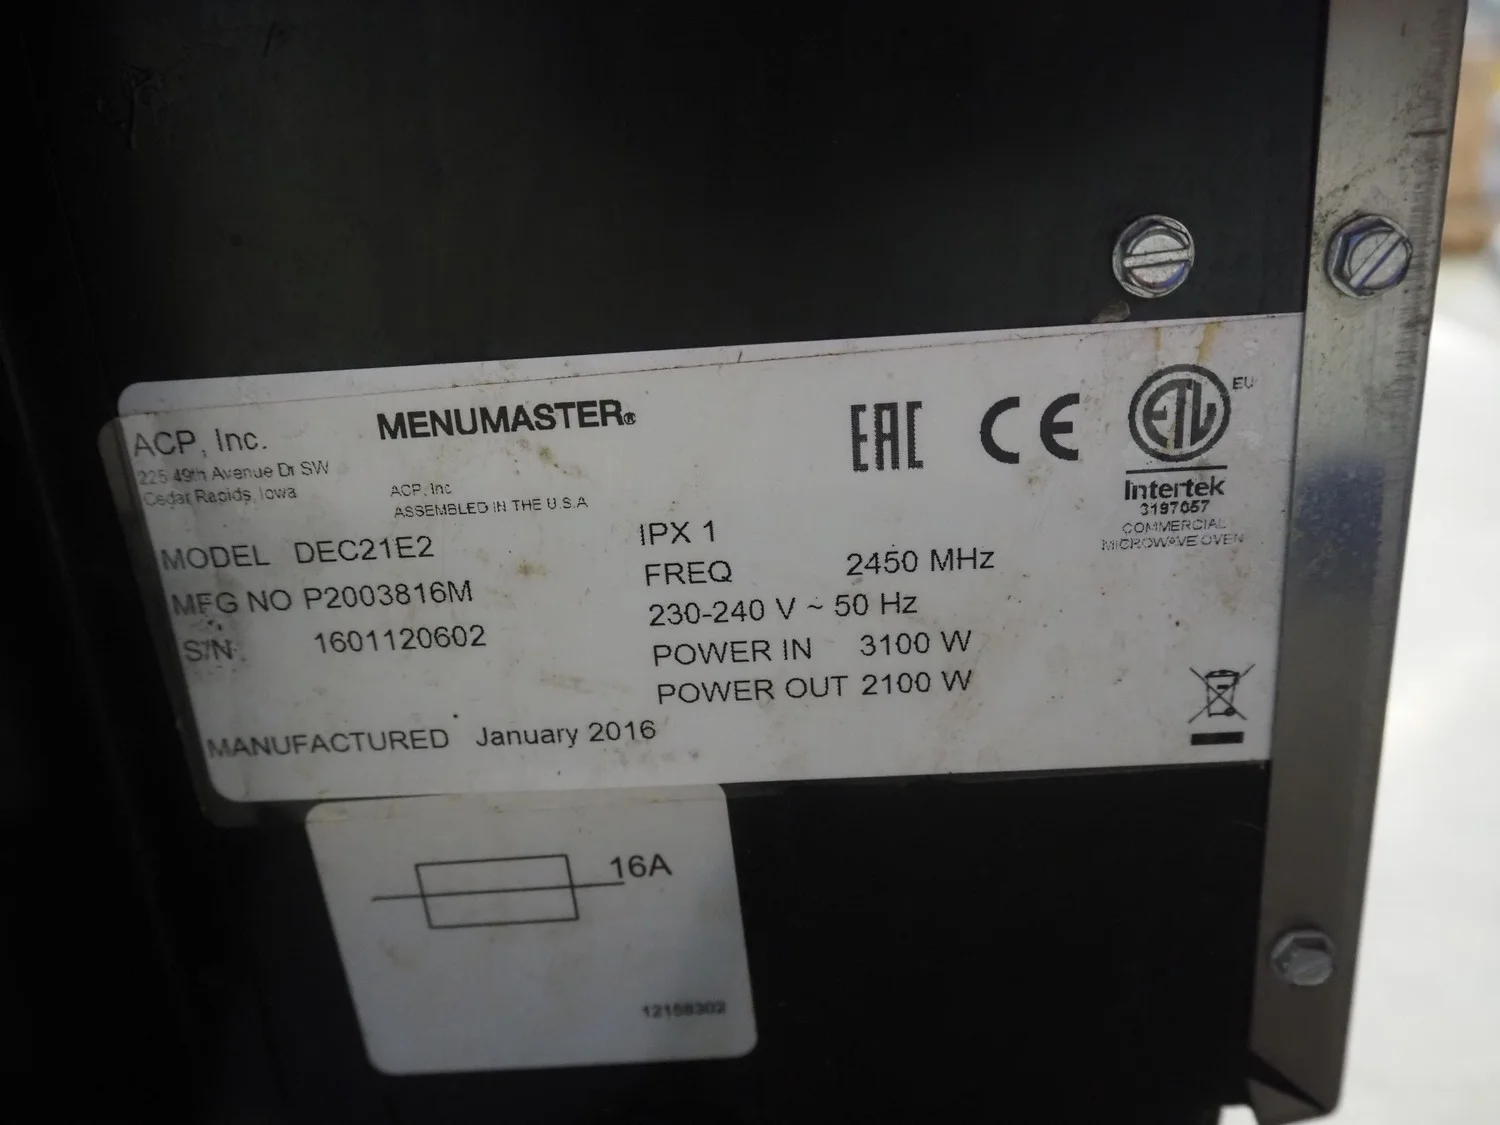 ACP, Inc.
225 49th Avenue Dr SW
Cedar Rapids, Iowa
MENUMASTER®
ACP, Inc
ASSEMBLED IN THE U.S.A
EAC CE ETL EU
Intertek
3197057
COMMERCIAL
MICROWAVE OVEN
MODEL DEC21E2
MFG NO P2003816M
S/N: 1601120602
IPX 1
FREQ 2450 MHz
230-240 V ~ 50 Hz
POWER IN 3100 W
POWER OUT 2100 W
MANUFACTURED January 2016
16A
12158302